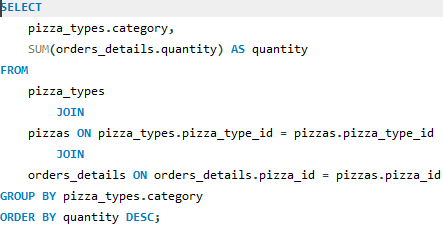 SELECT
    pizza_types.category,
    SUM(orders_details.quantity) AS quantity
FROM
    pizza_types
        JOIN
    pizzas ON pizza_types.pizza_type_id = pizzas.pizza_type_id
        JOIN
    orders_details ON orders_details.pizza_id = pizzas.pizza_id
GROUP BY pizza_types.category
ORDER BY quantity DESC;